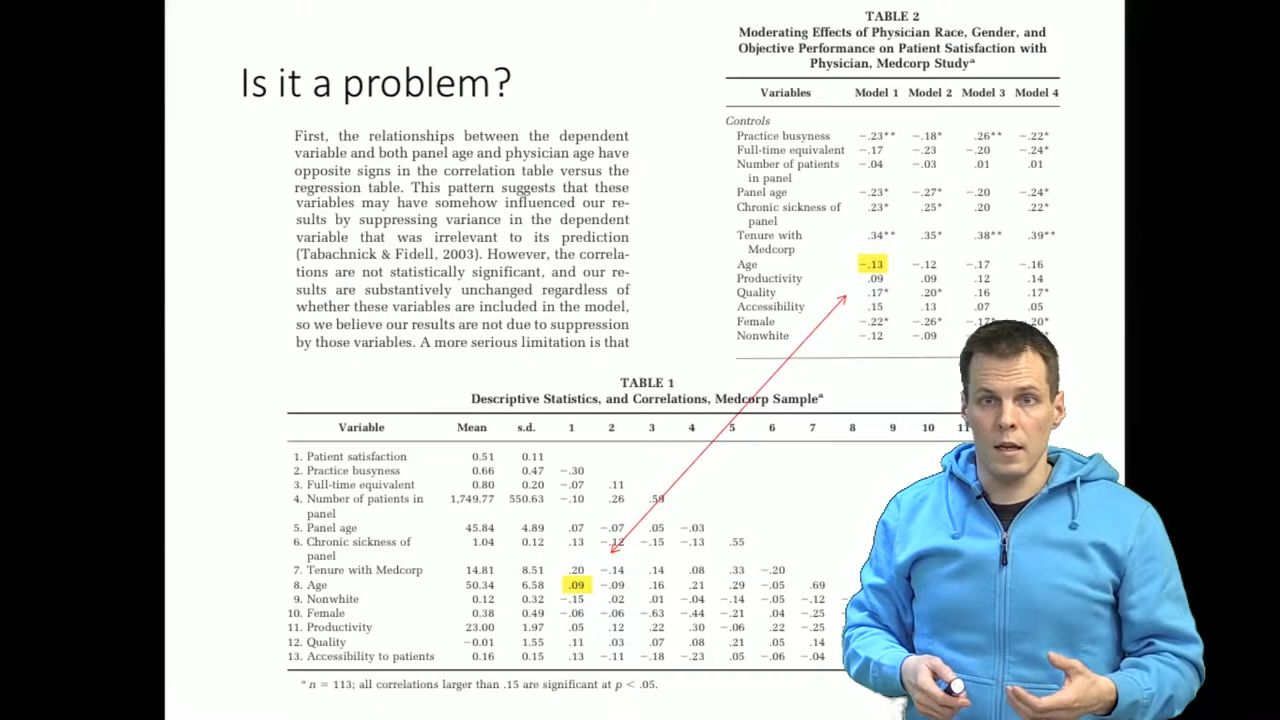 Is it a problem?
First, the relationships between the dependent
variable and both panel age and physician age have
opposite signs in the correlation table versus the
regression table. This pattern suggests that these
variables may have somehow influenced our re-
sults by suppressing variance in the dependent
variable that was irrelevant to its prediction
(Tabachnick & Fidell, 2003). However, the correla-
tions are not statistically significant, and our re-
sults are substantively unchanged regardless of
whether these variables are included in the model,
so we believe our results are not due to suppression
by those variables. A more serious limitation is that
TABLE 2
Moderating Effects of Physician Race, Gender, and
Objective Performance on Patient Satisfaction with
Physician, Medcorp Studyᵃ
Variables Model 1 Model 2 Model 3 Model 4
Controls
Practice busyness −.23** −.18* .26** −.22*
Full-time equivalent −.17 −.23 −.20 −.24*
Number of patients −.04 −.03 .01 .01
in panel
Panel age −.23* −.27* −.20 −.24*
Chronic sickness of .23* .25* .20 .22*
panel
Tenure with .34** .35* .38** .39**
Medcorp
Age −.13 −.12 −.17 −.16
Productivity .09 .09 .12 .14
Quality .17* .20* .16 .17*
Accessibility .15 .13 .07 .05
Female −.22* −.26* −.17* .20*
Nonwhite −.12 −.09
TABLE 1
Descriptive Statistics, and Correlations, Medcorp Sampleᵃ
Variable Mean s.d. 1 2 3 4 5 6 7 8 9 10 11
1. Patient satisfaction 0.51 0.11
2. Practice busyness 0.66 0.47 −.30
3. Full-time equivalent 0.80 0.20 −.07 .11
4. Number of patients in 1,749.77 550.63 −.10 .26 .59
panel
5. Panel age 45.84 4.89 .07 −.07 .05 −.03
6. Chronic sickness of 1.04 0.12 .13 −.12 −.15 −.13 .55
panel
7. Tenure with Medcorp 14.81 8.51 .20 −.14 .14 .08 .33 −.20
8. Age 50.34 6.58 .09 −.09 .16 .21 .29 −.05 .69
9. Nonwhite 0.12 0.32 −.15 .02 .01 −.04 −.14 −.05 −.12
10. Female 0.38 0.49 −.06 −.06 −.63 −.44 −.21 .04 −.25
11. Productivity 23.00 1.97 .05 .12 .22 .30 −.06 .22 −.25
12. Quality −0.01 1.55 .11 .03 .07 .08 .21 .05 .14
13. Accessibility to patients 0.16 0.15 .13 −.11 −.18 −.23 .05 −.06 −.04
ᵃ n = 113; all correlations larger than .15 are significant at p < .05.